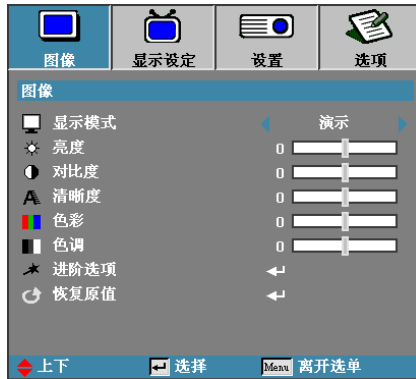 图像 显示设定 设置 选项
图像
显示模式 演示
亮度 0
对比度 0
清晰度 0
色彩 0
色调 0
进阶选项
恢复原值
上下 选择 Menu 离开选单